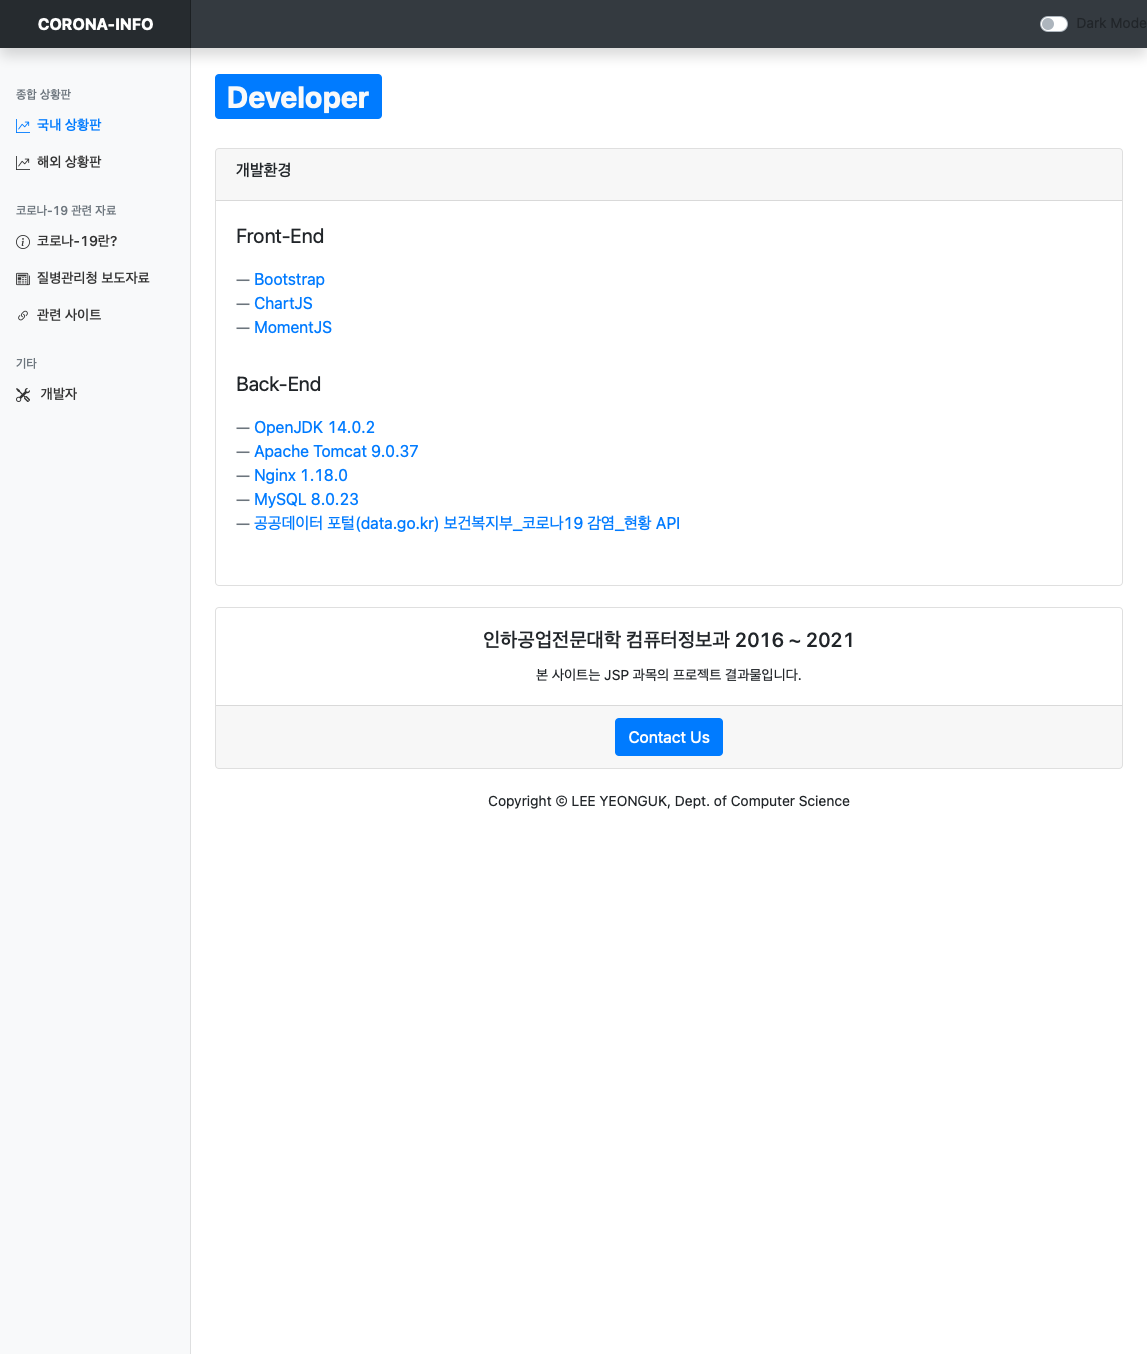 CORONA-INFO
Dark Mode
종합 상황판
국내 상황판
해외 상황판
코로나-19 관련 자료
코로나-19란?
질병관리청 보도자료
관련 사이트
기타
개발자
Developer
개발환경
Front-End
— Bootstrap
— ChartJS
— MomentJS
Back-End
— OpenJDK 14.0.2
— Apache Tomcat 9.0.37
— Nginx 1.18.0
— MySQL 8.0.23
— 공공데이터 포털(data.go.kr) 보건복지부_코로나19 감염_현황 API
인하공업전문대학 컴퓨터정보과 2016 ~ 2021
본 사이트는 JSP 과목의 프로젝트 결과물입니다.
Contact Us
Copyright ⓒ LEE YEONGUK, Dept. of Computer Science